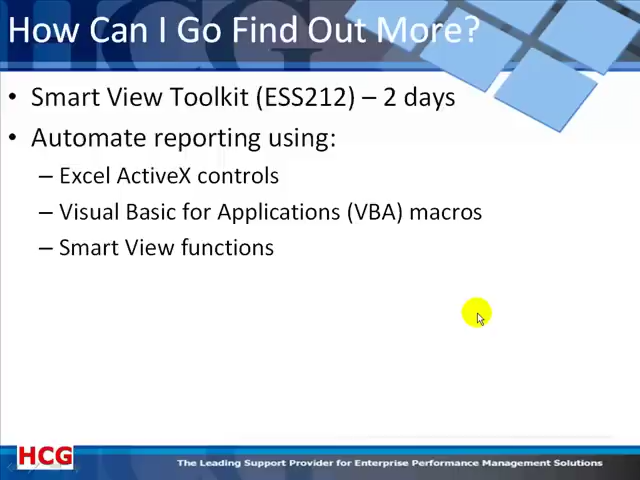 How Can I Go Find Out More?
• Smart View Toolkit (ESS212) – 2 days
• Automate reporting using:
– Excel ActiveX controls
– Visual Basic for Applications (VBA) macros
– Smart View functions
HCG
The Leading Support Provider for Enterprise Performance Management Solutions